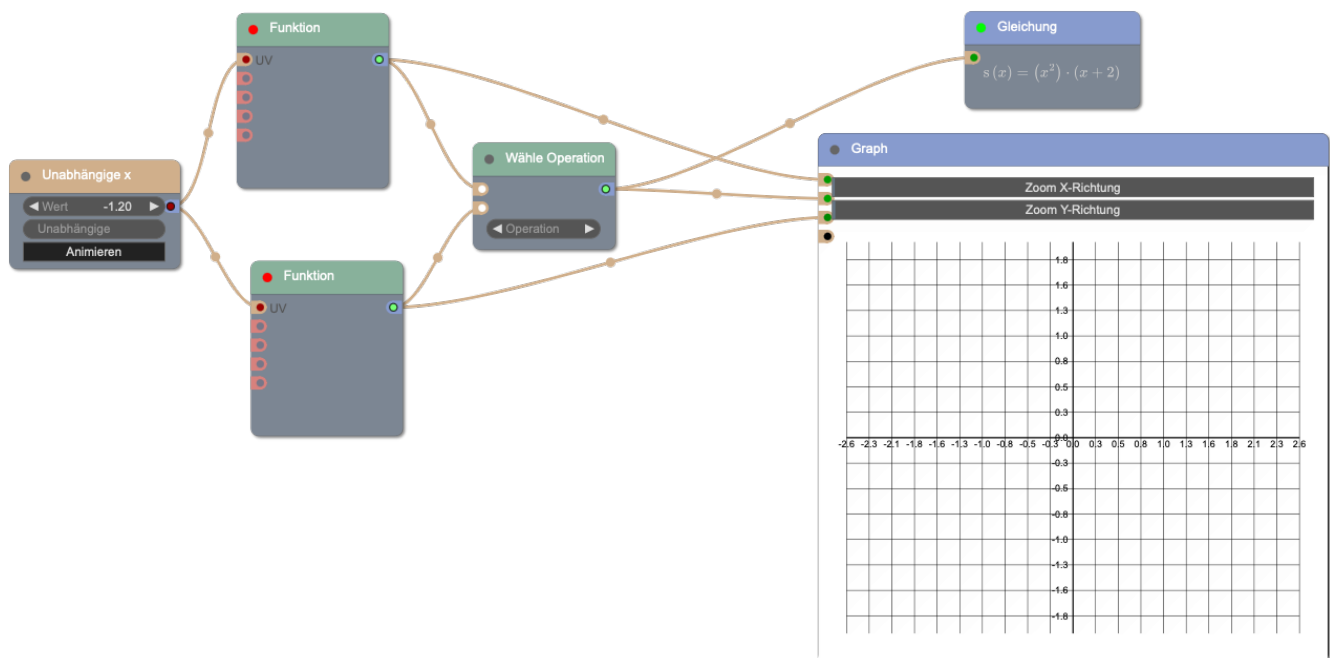 Funktion
UV
Gleichung
s (x) = (x²) · (x + 2)
Unabhängige x
Wert -1.20
Unabhängige
Animieren
Wähle Operation
Operation
Funktion
UV
Graph
Zoom X-Richtung
Zoom Y-Richtung
1.8
1.6
1.3
1.0
0.8
0.5
0.3
0.0
-2.6 -2.3 -2.1 -1.8 -1.6 -1.3 -1.0 -0.8 -0.5 -0.3 0.0 0.3 0.5 0.8 1.0 1.3 1.6 1.8 2.1 2.3 2.6
-0.3
-0.5
-0.8
-1.0
-1.3
-1.6
-1.8